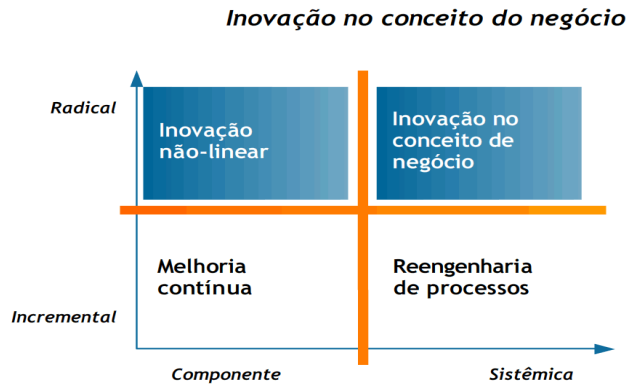 Inovação no conceito do negócio
Radical
Inovação
não-linear
Inovação no
conceito de
negócio
Melhoria
contínua
Reengenharia
de processos
Incremental
Componente
Sistêmica